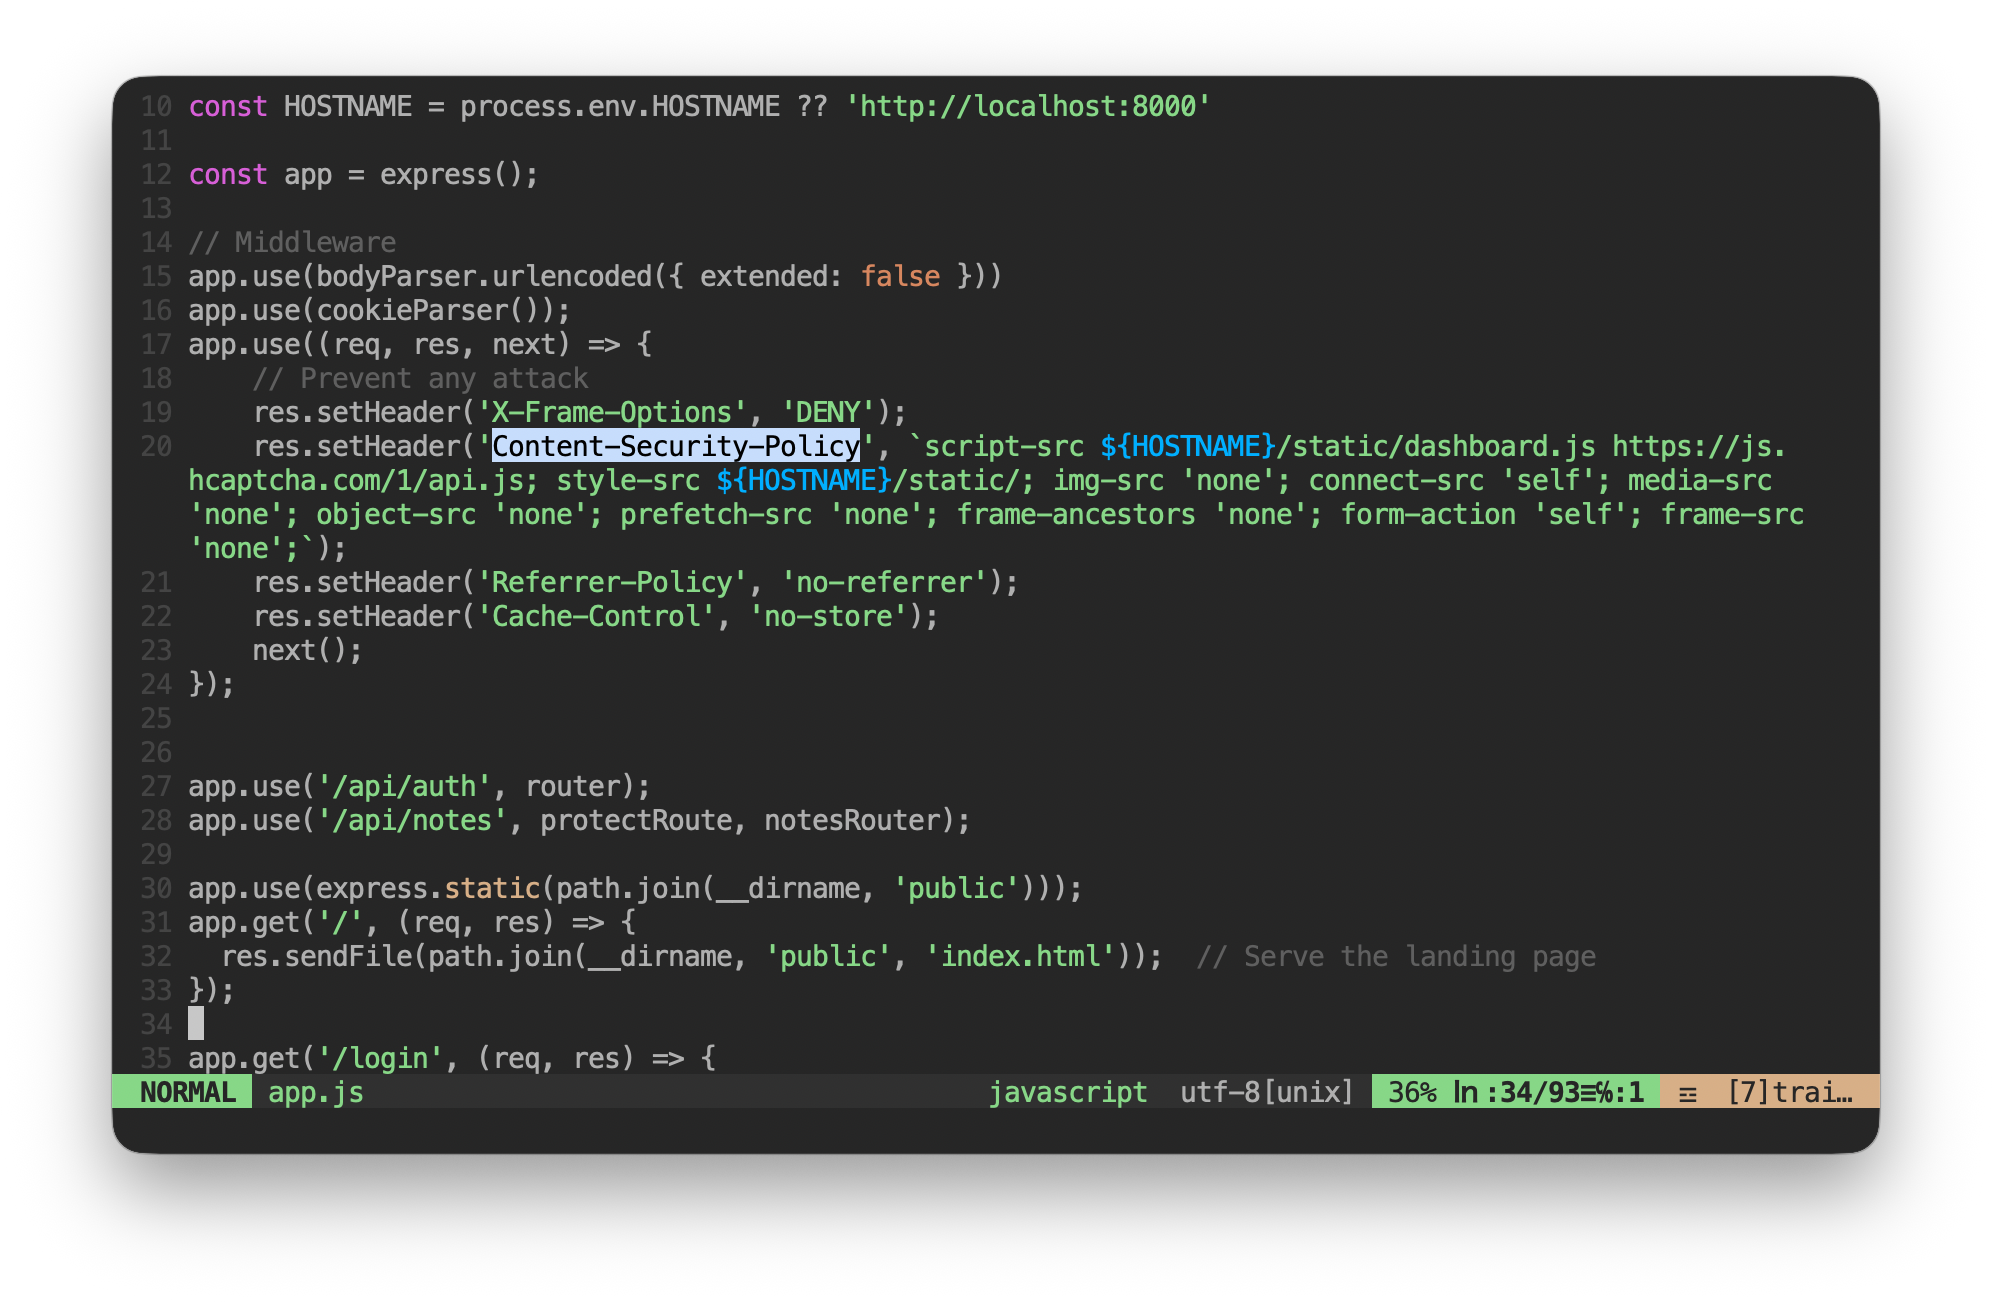 10 const HOSTNAME = process.env.HOSTNAME ?? 'http://localhost:8000'
11
12 const app = express();
13
14 // Middleware
15 app.use(bodyParser.urlencoded({ extended: false }))
16 app.use(cookieParser());
17 app.use((req, res, next) => {
18     // Prevent any attack
19     res.setHeader('X-Frame-Options', 'DENY');
20     res.setHeader('Content-Security-Policy', `script-src ${HOSTNAME}/static/dashboard.js https://js.
hcaptcha.com/1/api.js; style-src ${HOSTNAME}/static/; img-src 'none'; connect-src 'self'; media-src
'none'; object-src 'none'; prefetch-src 'none'; frame-ancestors 'none'; form-action 'self'; frame-src
'none';`);
21     res.setHeader('Referrer-Policy', 'no-referrer');
22     res.setHeader('Cache-Control', 'no-store');
23     next();
24 });
25
26
27 app.use('/api/auth', router);
28 app.use('/api/notes', protectRoute, notesRouter);
29
30 app.use(express.static(path.join(__dirname, 'public')));
31 app.get('/', (req, res) => {
32   res.sendFile(path.join(__dirname, 'public', 'index.html'));  // Serve the landing page
33 });
34
35 app.get('/login', (req, res) => {
NORMAL app.js javascript utf-8[unix] 36% ㏑:34/93≡℅:1 ☲ [7]trai…